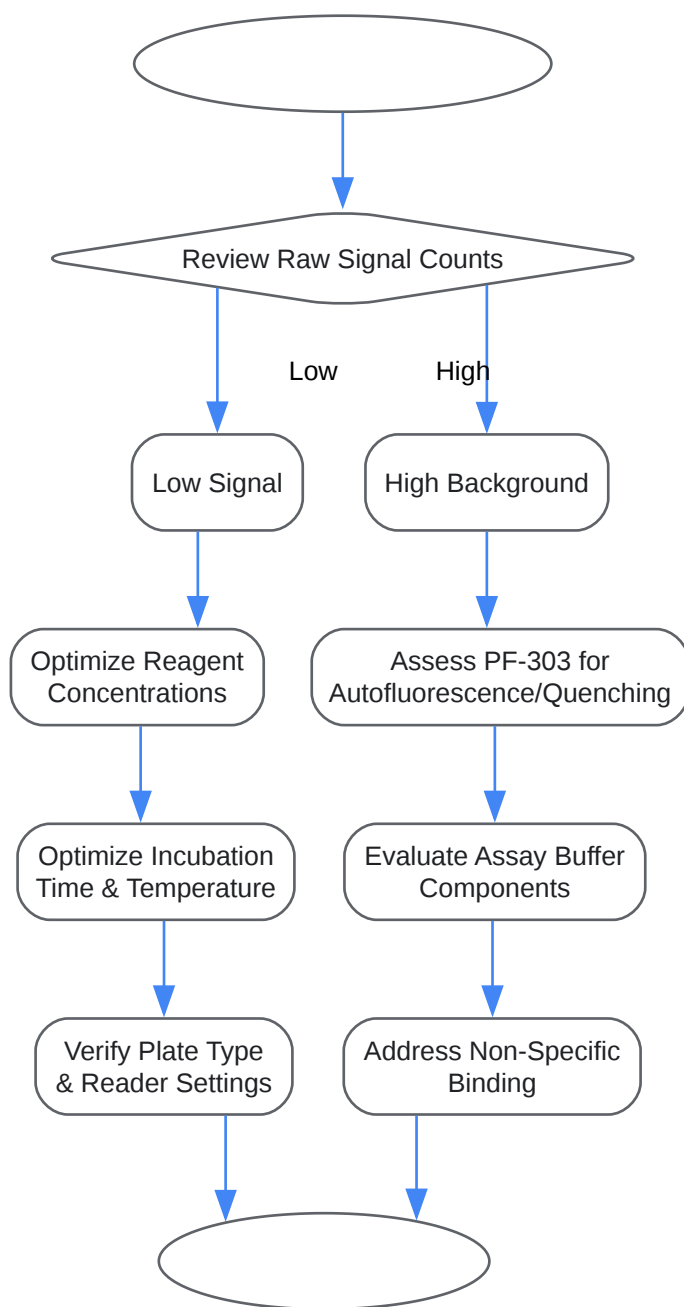 Review Raw Signal Counts
Low
High
Low Signal
High Background
Optimize Reagent
Concentrations
Assess PF-303 for
Autofluorescence/Quenching
Optimize Incubation
Time & Temperature
Evaluate Assay Buffer
Components
Verify Plate Type
& Reader Settings
Address Non-Specific
Binding